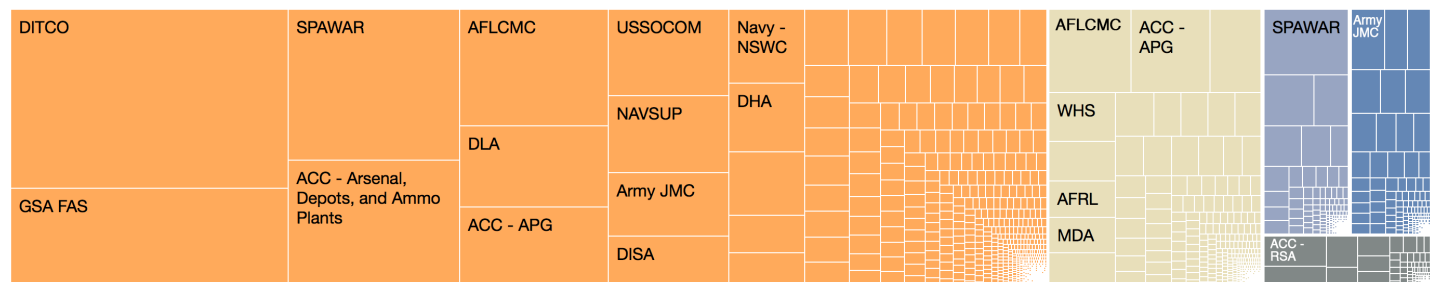 DITCO
GSA FAS
SPAWAR
ACC - Arsenal,
Depots, and Ammo
Plants
AFLCMC
DLA
ACC - APG
USSOCOM
NAVSUP
Army JMC
DISA
Navy -
NSWC
DHA
AFLCMC
ACC -
APG
WHS
AFRL
MDA
SPAWAR
Army
JMC
ACC -
RSA